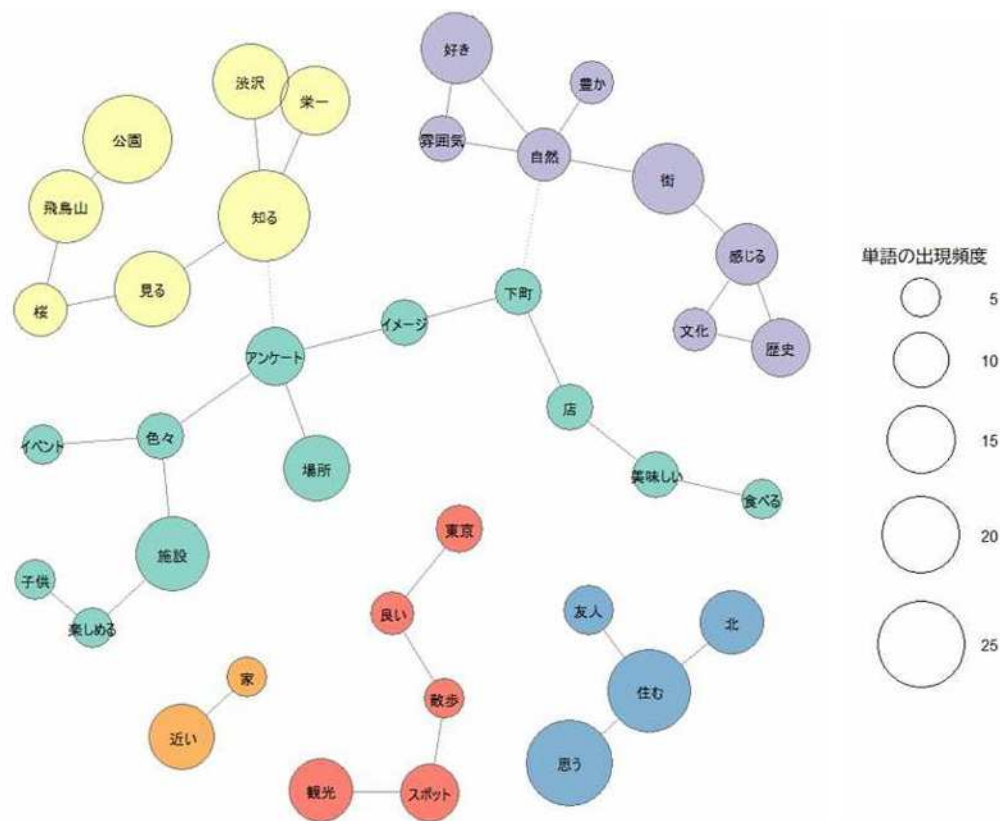 好き
渋沢
豊か
栄一
公園
雰囲気
自然
街
飛鳥山
知る
感じる
単語の出現頻度
見る
下町
5
桜
イメージ
文化
歴史
アンケート
10
店
イベント
色々
15
場所
美味しい
食べる
東京
20
施設
子供
良い
友人
北
楽しめる
25
家
散歩
住む
近い
思う
観光
スポット